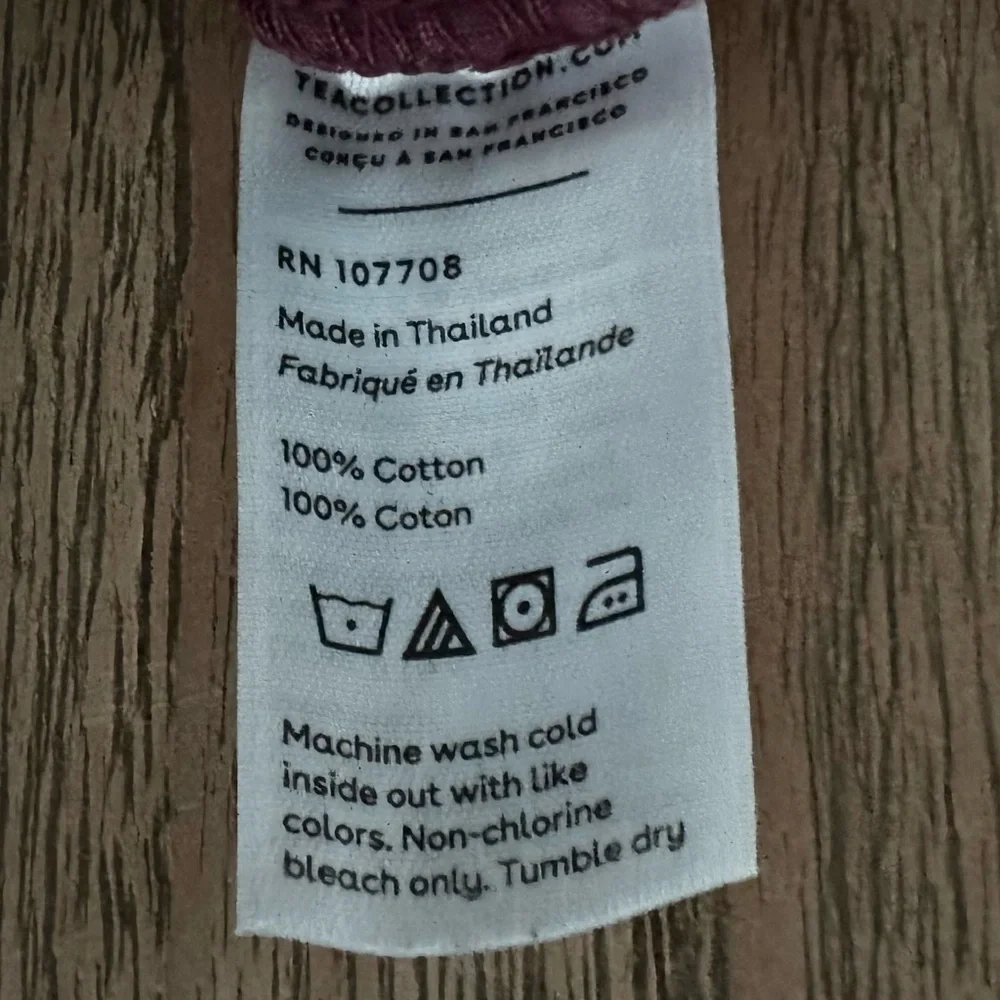 TEACOLLECTION.COM
DESIGNED IN SAN FRANCISCO
CONÇU À SAN FRANCISCO
RN 107708
Made in Thailand
Fabriqué en Thaïlande
100% Cotton
100% Coton
Machine wash cold
inside out with like
colors. Non-chlorine
bleach only. Tumble dry